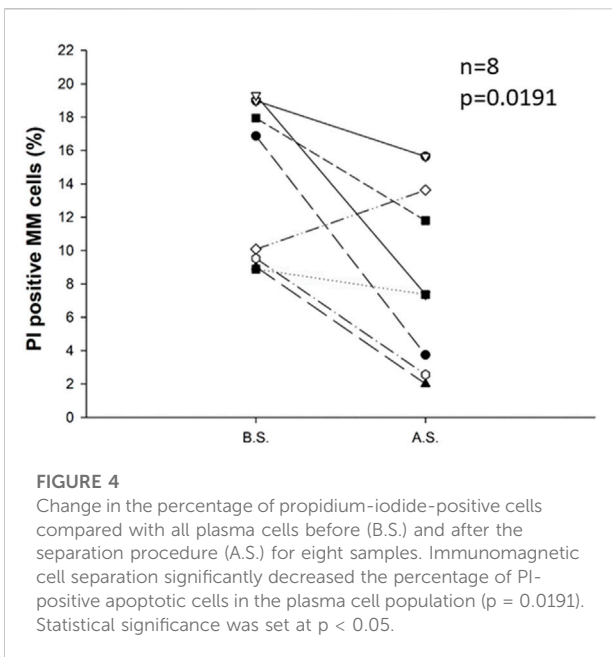 n=8
p=0.0191
PI positive MM cells (%)
22
20
18
16
14
12
10
8
6
4
2
0
B.S. A.S.
FIGURE 4
Change in the percentage of propidium-iodide-positive cells
compared with all plasma cells before (B.S.) and after the
separation procedure (A.S.) for eight samples. Immunomagnetic
cell separation significantly decreased the percentage of PI-
positive apoptotic cells in the plasma cell population (p = 0.0191).
Statistical significance was set at p < 0.05.